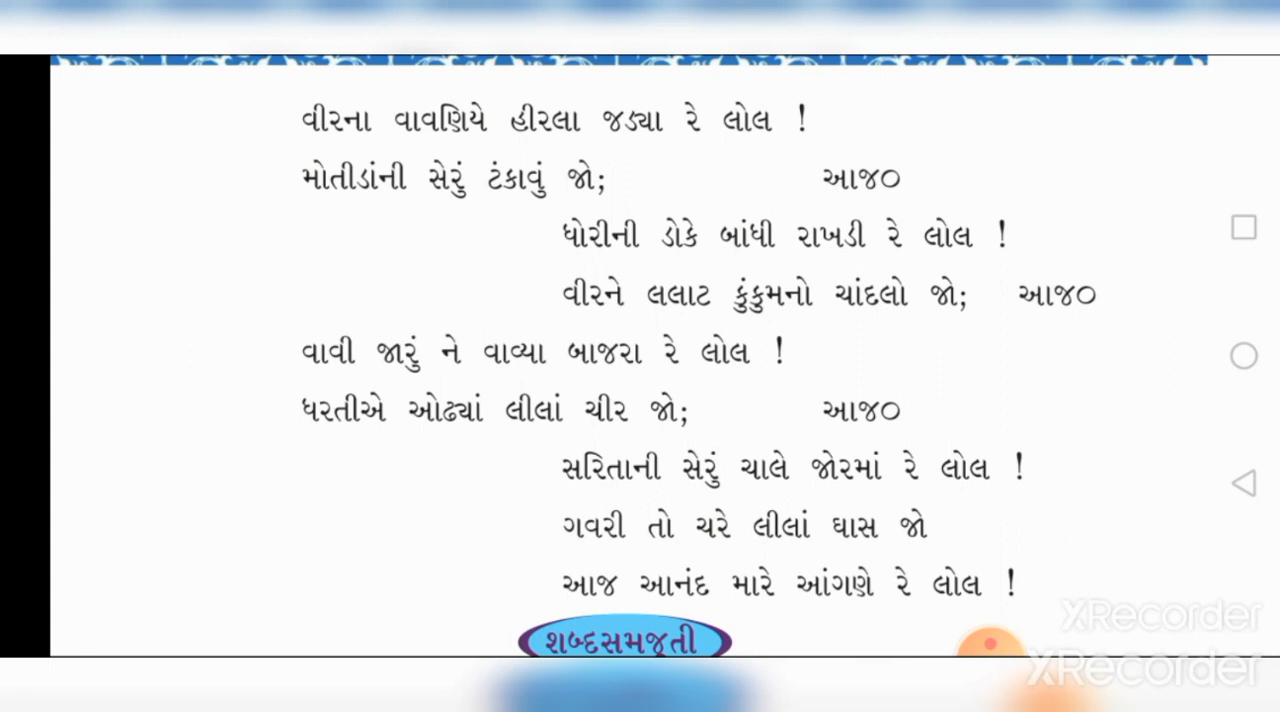 વીરના વાવણિયે હીરલા જડ્યા રે લોલ !
મોતીડાંની સેરું ટંકાવું જો; આજ૦
ધોરીની ડોકે બાંધી રાખડી રે લોલ !
વીરને લલાટ કુંકુમનો ચાંદલો જો; આજ૦
વાવી જારું ને વાવ્યા બાજરા રે લોલ !
ધરતીએ ઓઢ્યાં લીલાં ચીર જો; આજ૦
સરિતાની સેરું ચાલે જોરમાં રે લોલ !
ગવરી તો ચરે લીલાં ઘાસ જો
આજ આનંદ મારે આંગણે રે લોલ !
શબ્દસમજૂતી
XRecorder
XRecorder